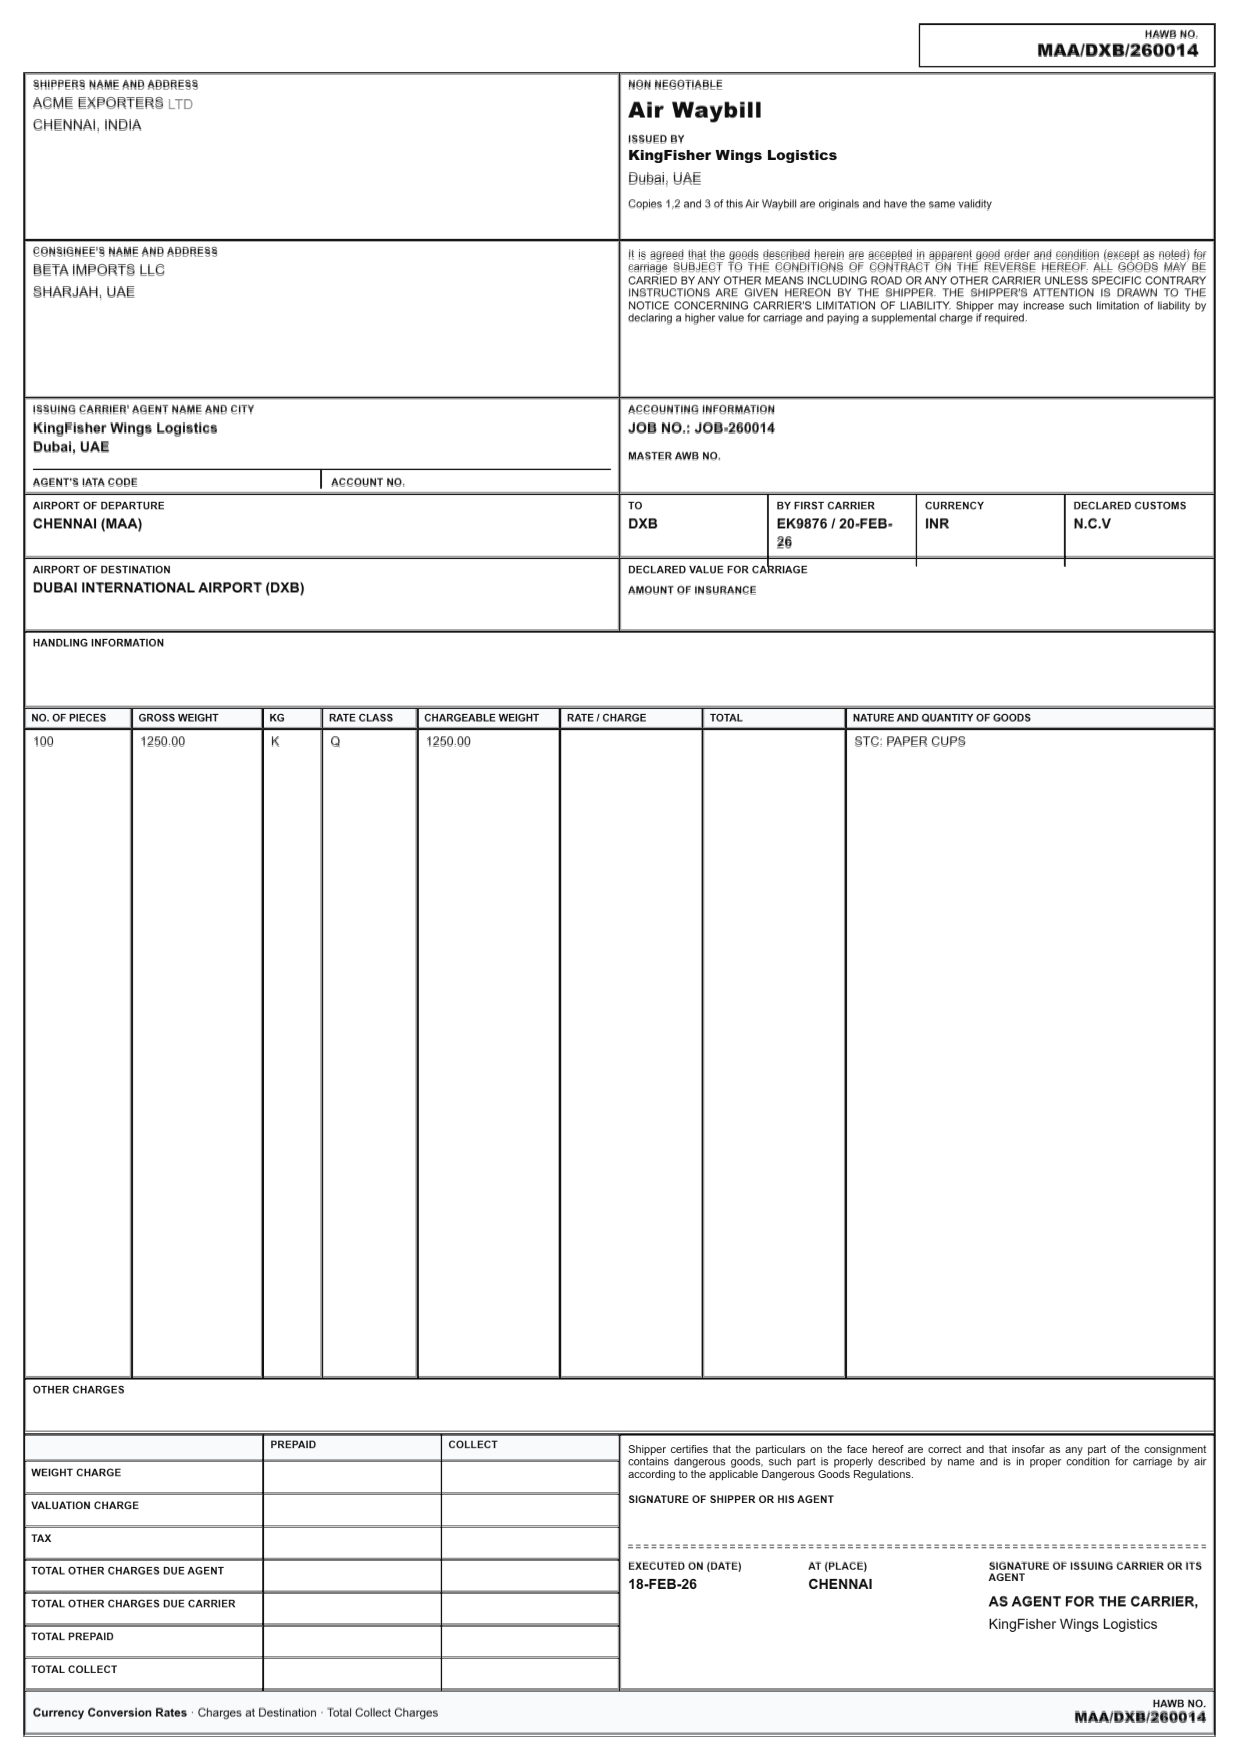 HAWB NO.
MAA/DXB/260014
SHIPPERS NAME AND ADDRESS
ACME EXPORTERS LTD
CHENNAI, INDIA
NON NEGOTIABLE
Air Waybill
ISSUED BY
KingFisher Wings Logistics
Dubai, UAE
Copies 1,2 and 3 of this Air Waybill are originals and have the same validity
CONSIGNEE'S NAME AND ADDRESS
BETA IMPORTS LLC
SHARJAH, UAE
It is agreed that the goods described herein are accepted in apparent good order and condition (except as noted) for
carriage SUBJECT TO THE CONDITIONS OF CONTRACT ON THE REVERSE HEREOF. ALL GOODS MAY BE
CARRIED BY ANY OTHER MEANS INCLUDING ROAD OR ANY OTHER CARRIER UNLESS SPECIFIC CONTRARY
INSTRUCTIONS ARE GIVEN HEREON BY THE SHIPPER. THE SHIPPER'S ATTENTION IS DRAWN TO THE
NOTICE CONCERNING CARRIER'S LIMITATION OF LIABILITY. Shipper may increase such limitation of liability by
declaring a higher value for carriage and paying a supplemental charge if required.
ISSUING CARRIER' AGENT NAME AND CITY
KingFisher Wings Logistics
Dubai, UAE
AGENT'S IATA CODE
ACCOUNT NO.
ACCOUNTING INFORMATION
JOB NO.: JOB-260014
MASTER AWB NO.
AIRPORT OF DEPARTURE
CHENNAI (MAA)
TO
DXB
BY FIRST CARRIER
EK9876 / 20-FEB-
26
CURRENCY
INR
DECLARED CUSTOMS
N.C.V
AIRPORT OF DESTINATION
DUBAI INTERNATIONAL AIRPORT (DXB)
DECLARED VALUE FOR CARRIAGE
AMOUNT OF INSURANCE
HANDLING INFORMATION
NO. OF PIECES GROSS WEIGHT KG RATE CLASS CHARGEABLE WEIGHT RATE / CHARGE TOTAL NATURE AND QUANTITY OF GOODS
100 1250.00 K Q 1250.00 STC: PAPER CUPS
OTHER CHARGES
PREPAID COLLECT
WEIGHT CHARGE
VALUATION CHARGE
TAX
TOTAL OTHER CHARGES DUE AGENT
TOTAL OTHER CHARGES DUE CARRIER
TOTAL PREPAID
TOTAL COLLECT
Shipper certifies that the particulars on the face hereof are correct and that insofar as any part of the consignment
contains dangerous goods, such part is properly described by name and is in proper condition for carriage by air
according to the applicable Dangerous Goods Regulations.
SIGNATURE OF SHIPPER OR HIS AGENT
EXECUTED ON (DATE)
18-FEB-26
AT (PLACE)
CHENNAI
SIGNATURE OF ISSUING CARRIER OR ITS
AGENT
AS AGENT FOR THE CARRIER,
KingFisher Wings Logistics
Currency Conversion Rates · Charges at Destination · Total Collect Charges
HAWB NO.
MAA/DXB/260014